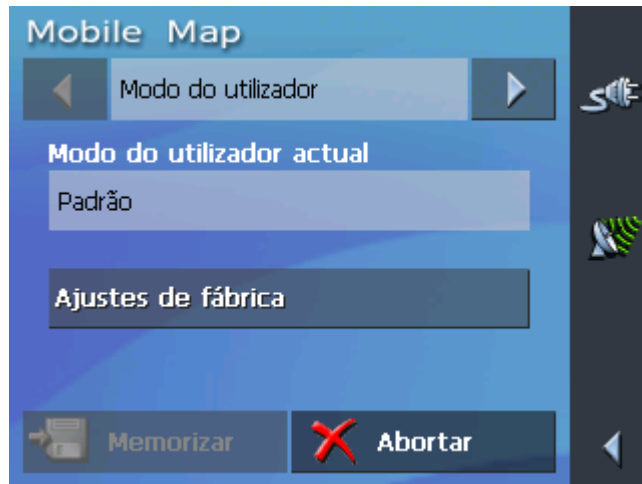 Mobile Map
Modo do utilizador
Modo do utilizador actual
Padrão
Ajustes de fábrica
Memorizar
Abortar